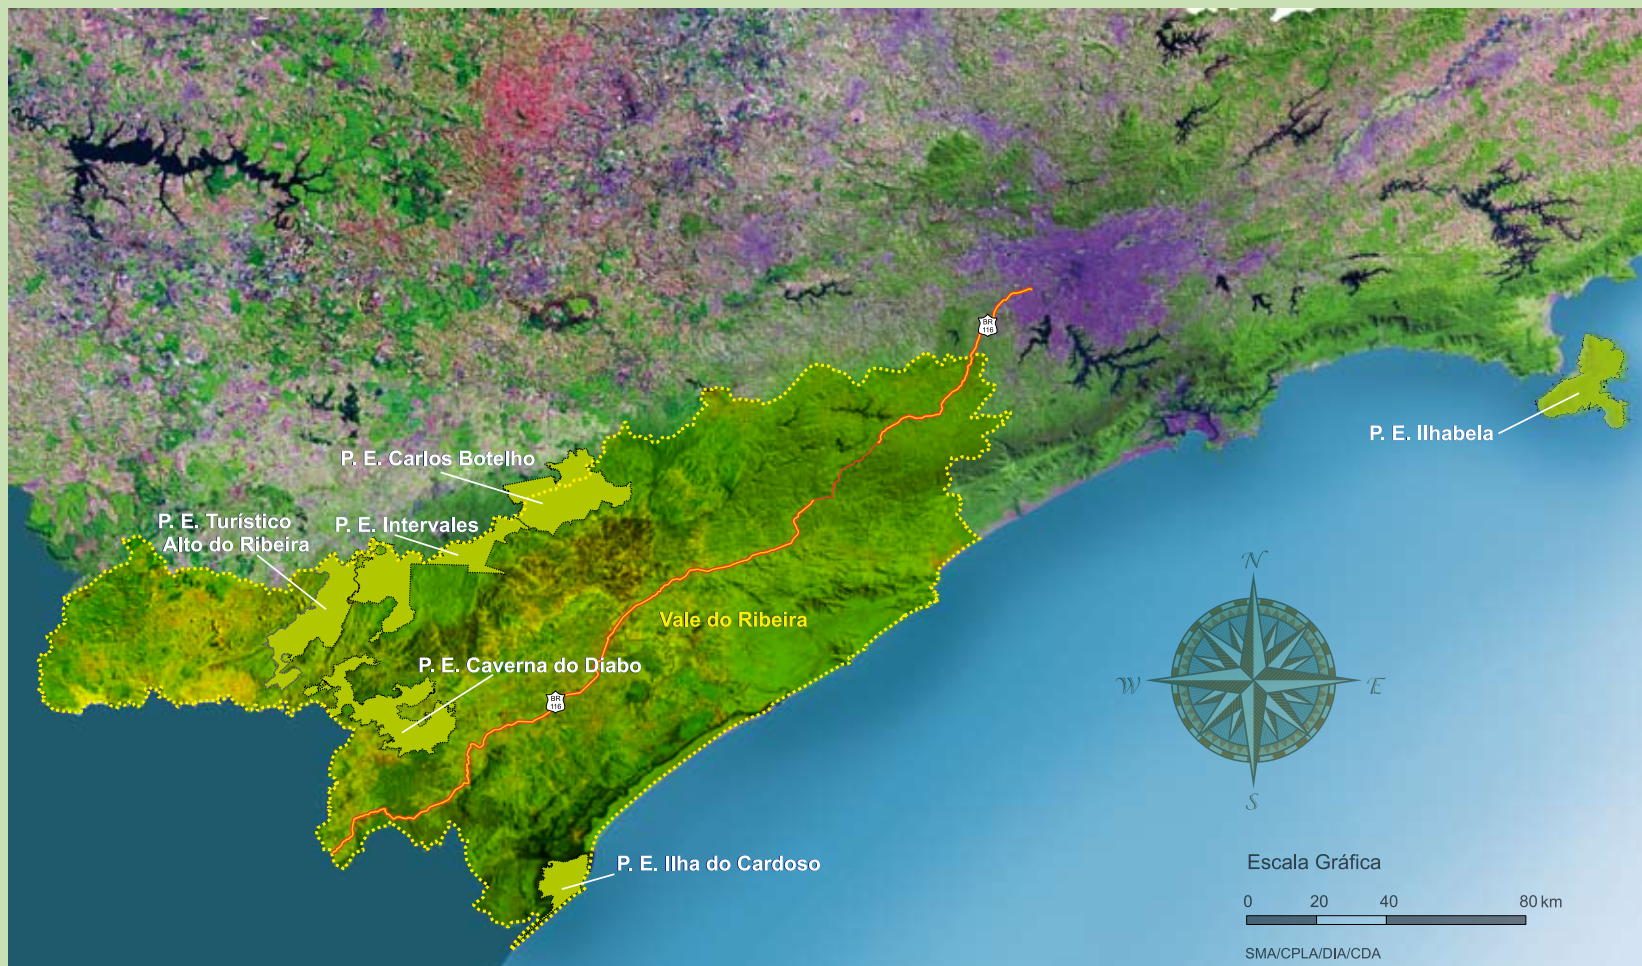 BR
116
P. E. Ilhabela
P. E. Carlos Botelho
P. E. Turístico
Alto do Ribeira
P. E. Intervales
N
W
E
S
Vale do Ribeira
P. E. Caverna do Diabo
BR
116
P. E. Ilha do Cardoso
Escala Gráfica
0 20 40 80 km
SMA/CPLA/DIA/CDA